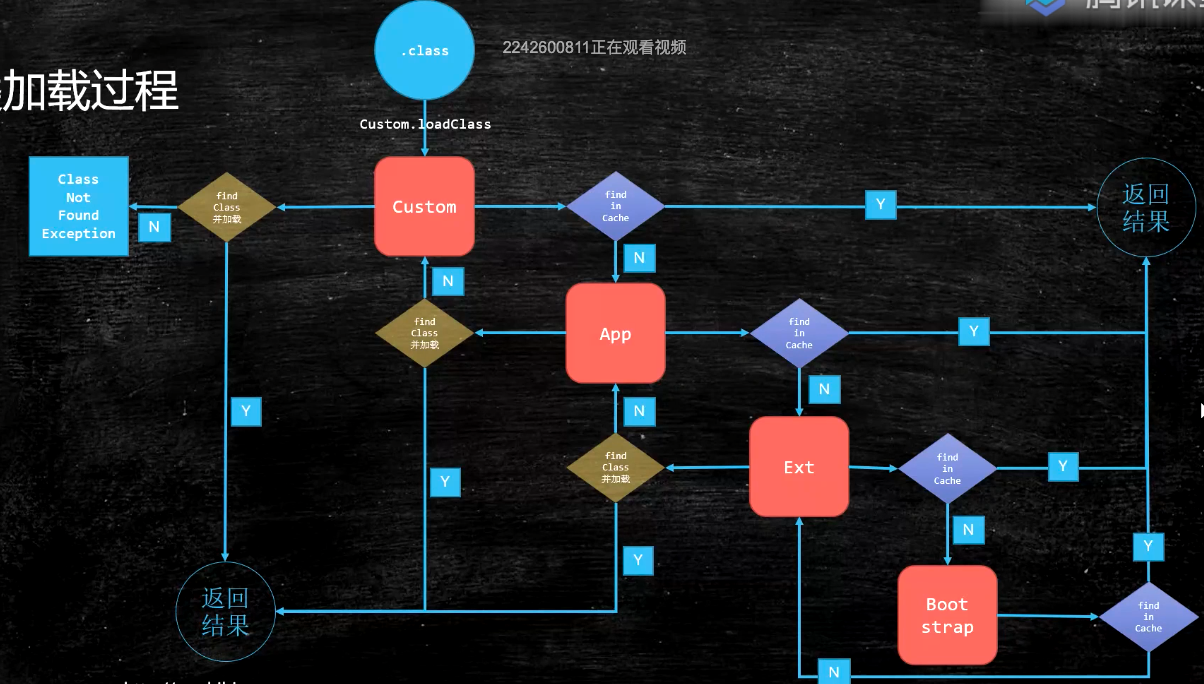 .class
2242600811正在观看视频
加载过程
Custom.loadClass
Class
Not
Found
Exception
N
find
Class
并加载
Custom
find
in
Cache
Y
返回
结果
N
N
find
Class
并加载
App
find
in
Cache
Y
N
Y
N
find
Class
并加载
Ext
find
in
Cache
Y
Y
N
Y
Y
返回
结果
Boot
strap
find
in
Cache
N